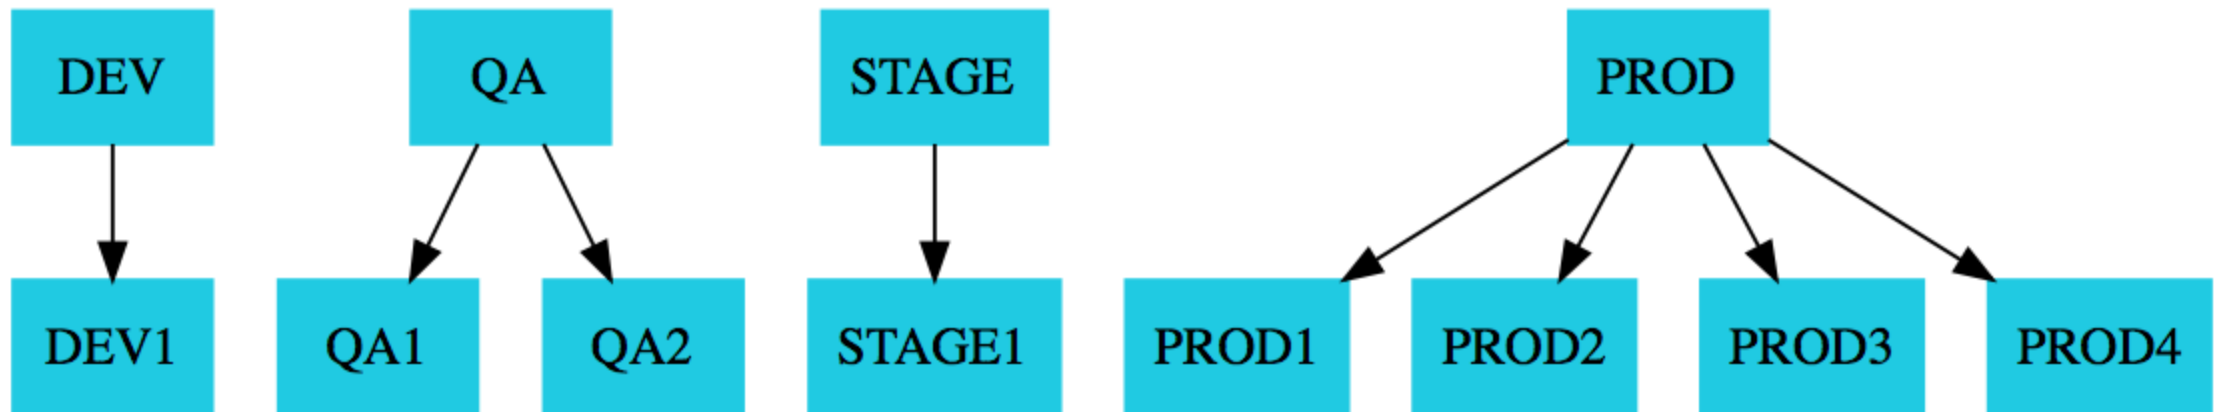 DEV
QA
STAGE
PROD
DEV1
QA1
QA2
STAGE1
PROD1
PROD2
PROD3
PROD4